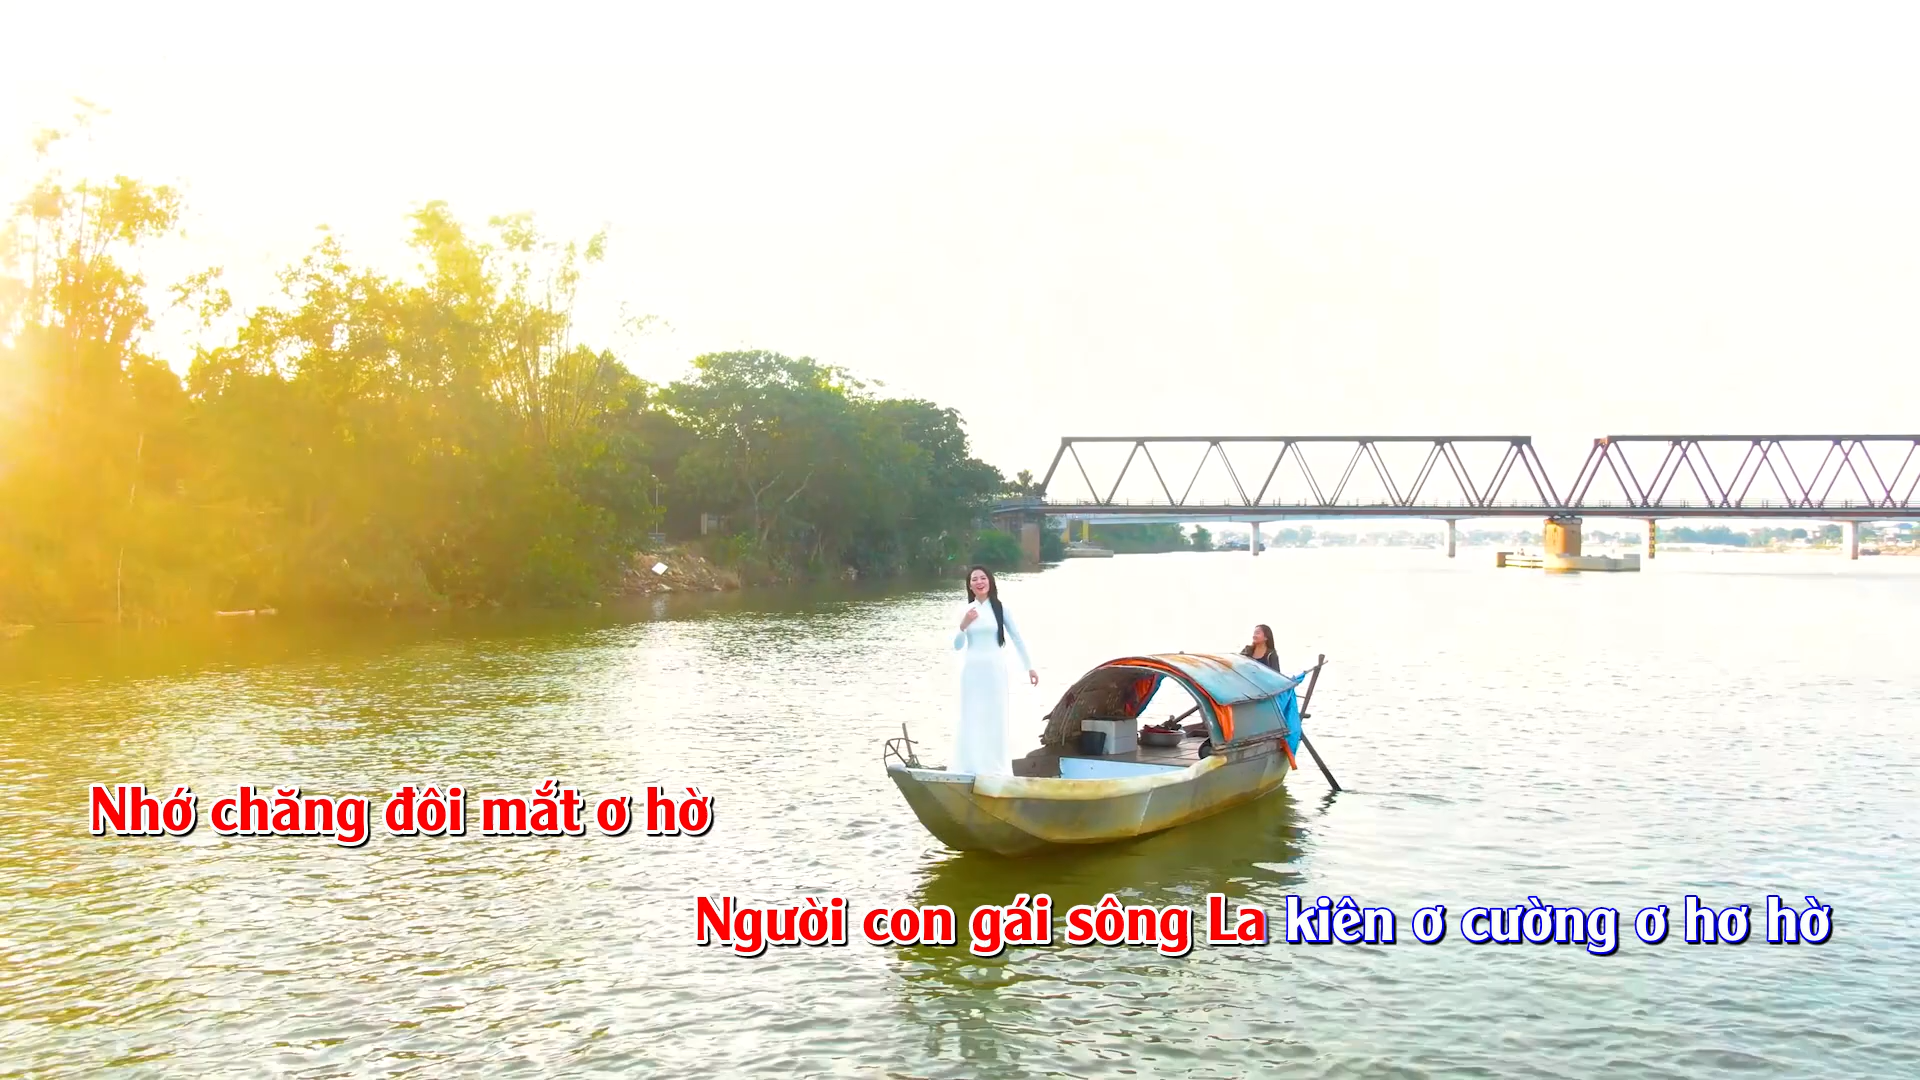 Nhớ chăng đôi mắt ơ hờ
Người con gái sông La kiên ơ cường ơ hơ hờ